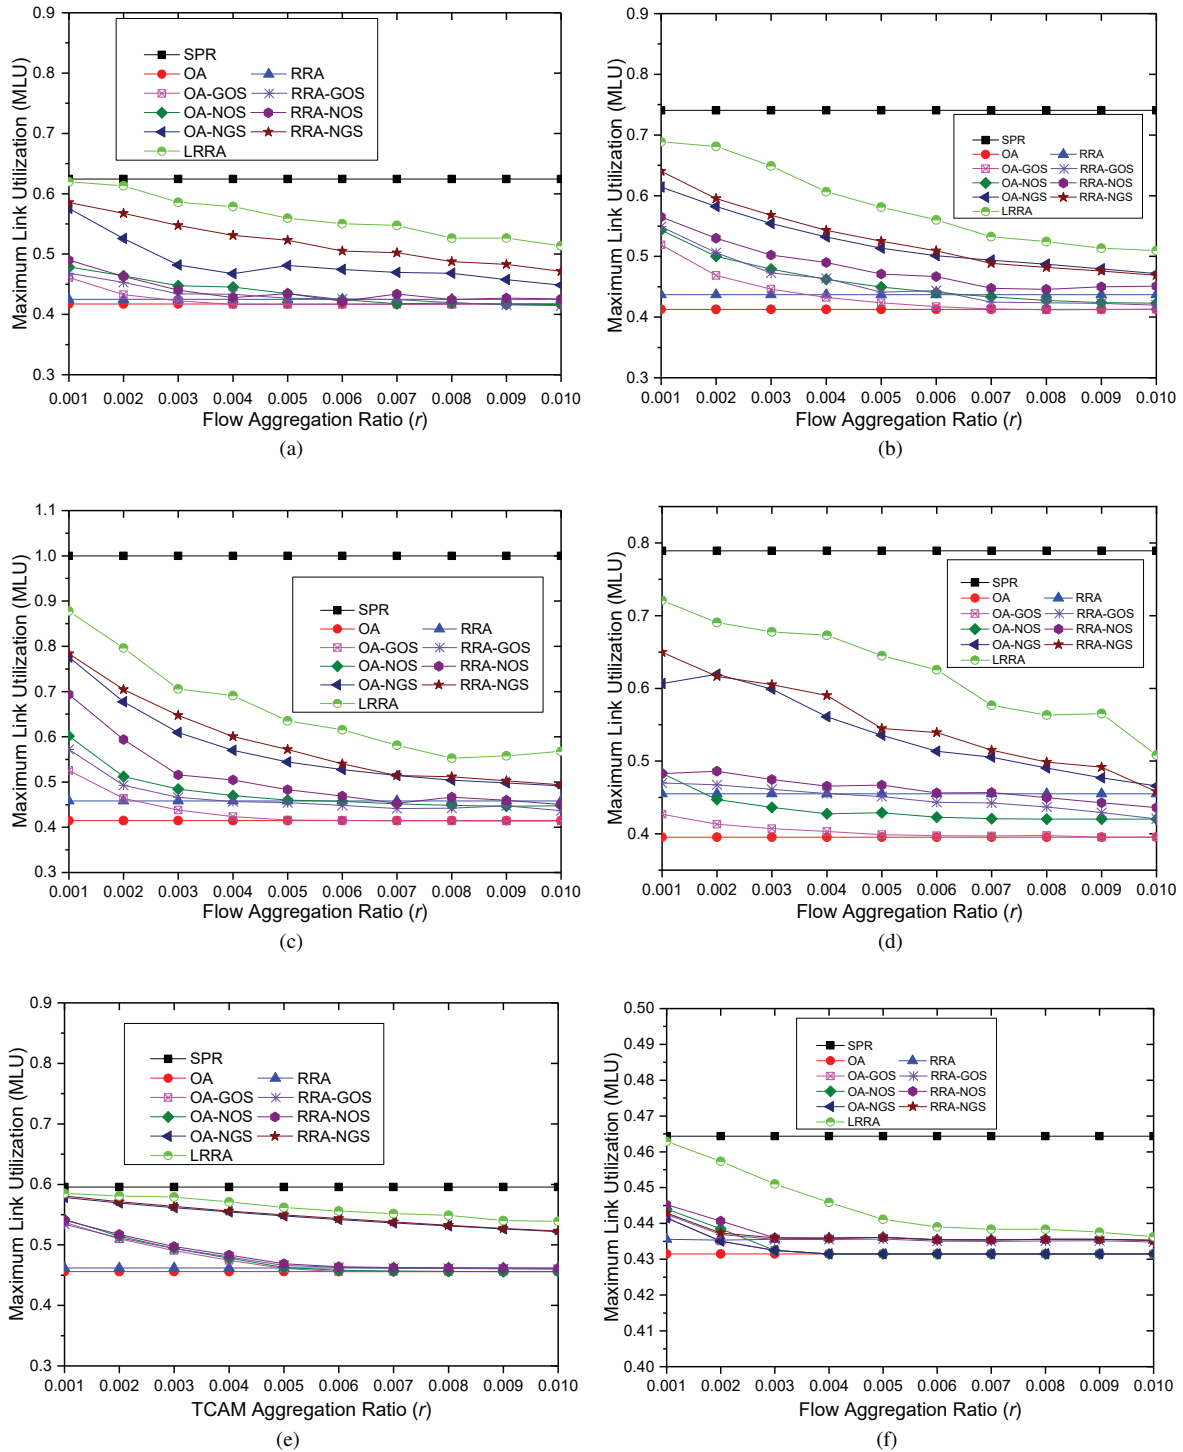 0.9
0.8
0.7
0.6
0.5
0.4
0.3
Maximum Link Utilization (MLU)
SPR
OA
RRA
OA-GOS
RRA-GOS
OA-NOS
RRA-NOS
OA-NGS
RRA-NGS
LRRA
0.001 0.002 0.003 0.004 0.005 0.006 0.007 0.008 0.009 0.010
Flow Aggregation Ratio (r)
(a)
0.9
0.8
0.7
0.6
0.5
0.4
0.3
Maximum Link Utilization (MLU)
SPR
OA
RRA
OA-GOS
RRA-GOS
OA-NOS
RRA-NOS
OA-NGS
RRA-NGS
LRRA
0.001 0.002 0.003 0.004 0.005 0.006 0.007 0.008 0.009 0.010
Flow Aggregation Ratio (r)
(b)
1.1
1.0
0.9
0.8
0.7
0.6
0.5
0.4
0.3
Maximum Link Utilization (MLU)
SPR
OA
RRA
OA-GOS
RRA-GOS
OA-NOS
RRA-NOS
OA-NGS
RRA-NGS
LRRA
0.001 0.002 0.003 0.004 0.005 0.006 0.007 0.008 0.009 0.010
Flow Aggregation Ratio (r)
(c)
0.8
0.7
0.6
0.5
0.4
Maximum Link Utilization (MLU)
SPR
OA
RRA
OA-GOS
RRA-GOS
OA-NOS
RRA-NOS
OA-NGS
RRA-NGS
LRRA
0.001 0.002 0.003 0.004 0.005 0.006 0.007 0.008 0.009 0.010
Flow Aggregation Ratio (r)
(d)
0.9
0.8
0.7
0.6
0.5
0.4
0.3
Maximum Link Utilization (MLU)
SPR
OA
RRA
OA-GOS
RRA-GOS
OA-NOS
RRA-NOS
OA-NGS
RRA-NGS
LRRA
0.001 0.002 0.003 0.004 0.005 0.006 0.007 0.008 0.009 0.010
TCAM Aggregation Ratio (r)
(e)
0.50
0.49
0.48
0.47
0.46
0.45
0.44
0.43
0.42
0.41
0.40
Maximum Link Utilization (MLU)
SPR
OA
RRA
OA-GOS
RRA-GOS
OA-NOS
RRA-NOS
OA-NGS
RRA-NGS
LRRA
0.001 0.002 0.003 0.004 0.005 0.006 0.007 0.008 0.009 0.010
Flow Aggregation Ratio (r)
(f)